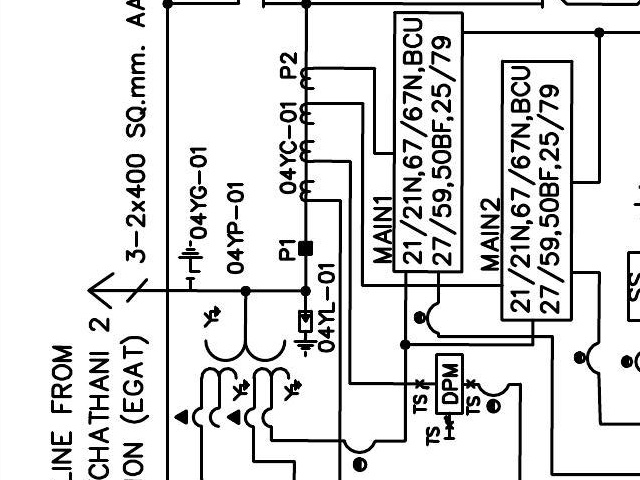 LINE FROM
CHATHANI 2
ION (EGAT)
3-2x400 SQ.mm. AA
04YG-01
04YP-01
P1
04YC-01
P2
04YL-01
MAIN1
21/21N,67/67N,BCU
27/59,50BF,25/79
MAIN2
21/21N,67/67N,BCU
27/59,50BF,25/79
TS
DPM
TS
TS
SS